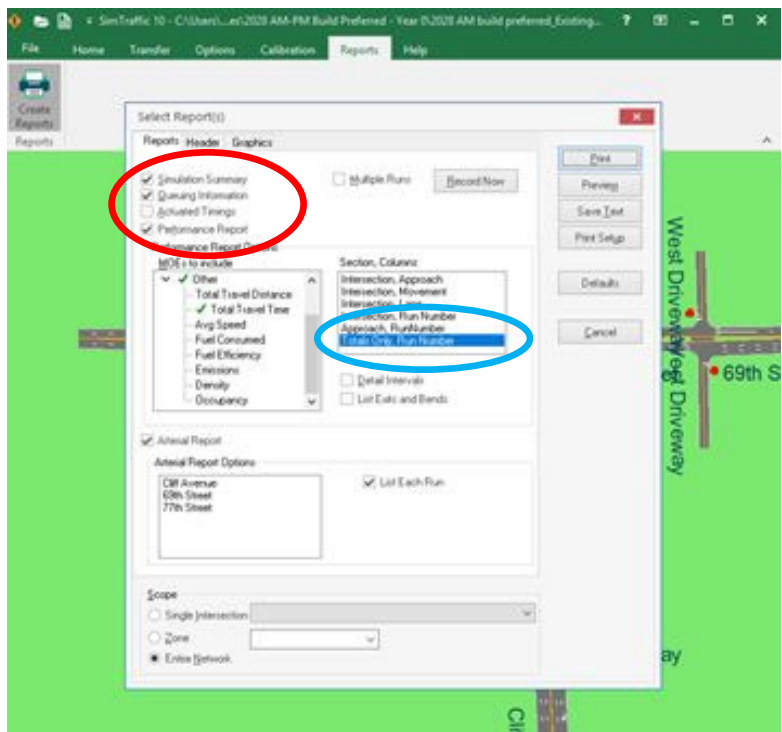 SimTraffic 10 - C:\Users\...es\2028 AM-PM Build Preferred - Year 0\2028 AM build preferred_Existing...
File Home Transfer Options Calibration Reports Help
Create
Reports
Reports
Select Report(s)
Reports Header Graphics
Simulation Summary
Queuing Information
Actuated Timings
Performance Report
Multiple Runs
Record Now
Print
Preview
Save Text
Print Setup
Defaults
Cancel
Performance Report Options
MOEs to include
Other
Total Travel Distance
Total Travel Time
Avg Speed
Fuel Consumed
Fuel Efficiency
Emissions
Density
Occupancy
Section, Columns
Intersection, Approach
Intersection, Movement
Intersection, Lane
Intersection, Run Number
Approach, RunNumber
Totals Only, Run Number
Detail Intervals
List Exits and Bends
Arterial Report
Arterial Report Options
Cliff Avenue
69th Street
77th Street
List Each Run
Scope
Single Intersection
Zone
Entire Network
West Driveway
West Driveway
69th S
ay
Cli